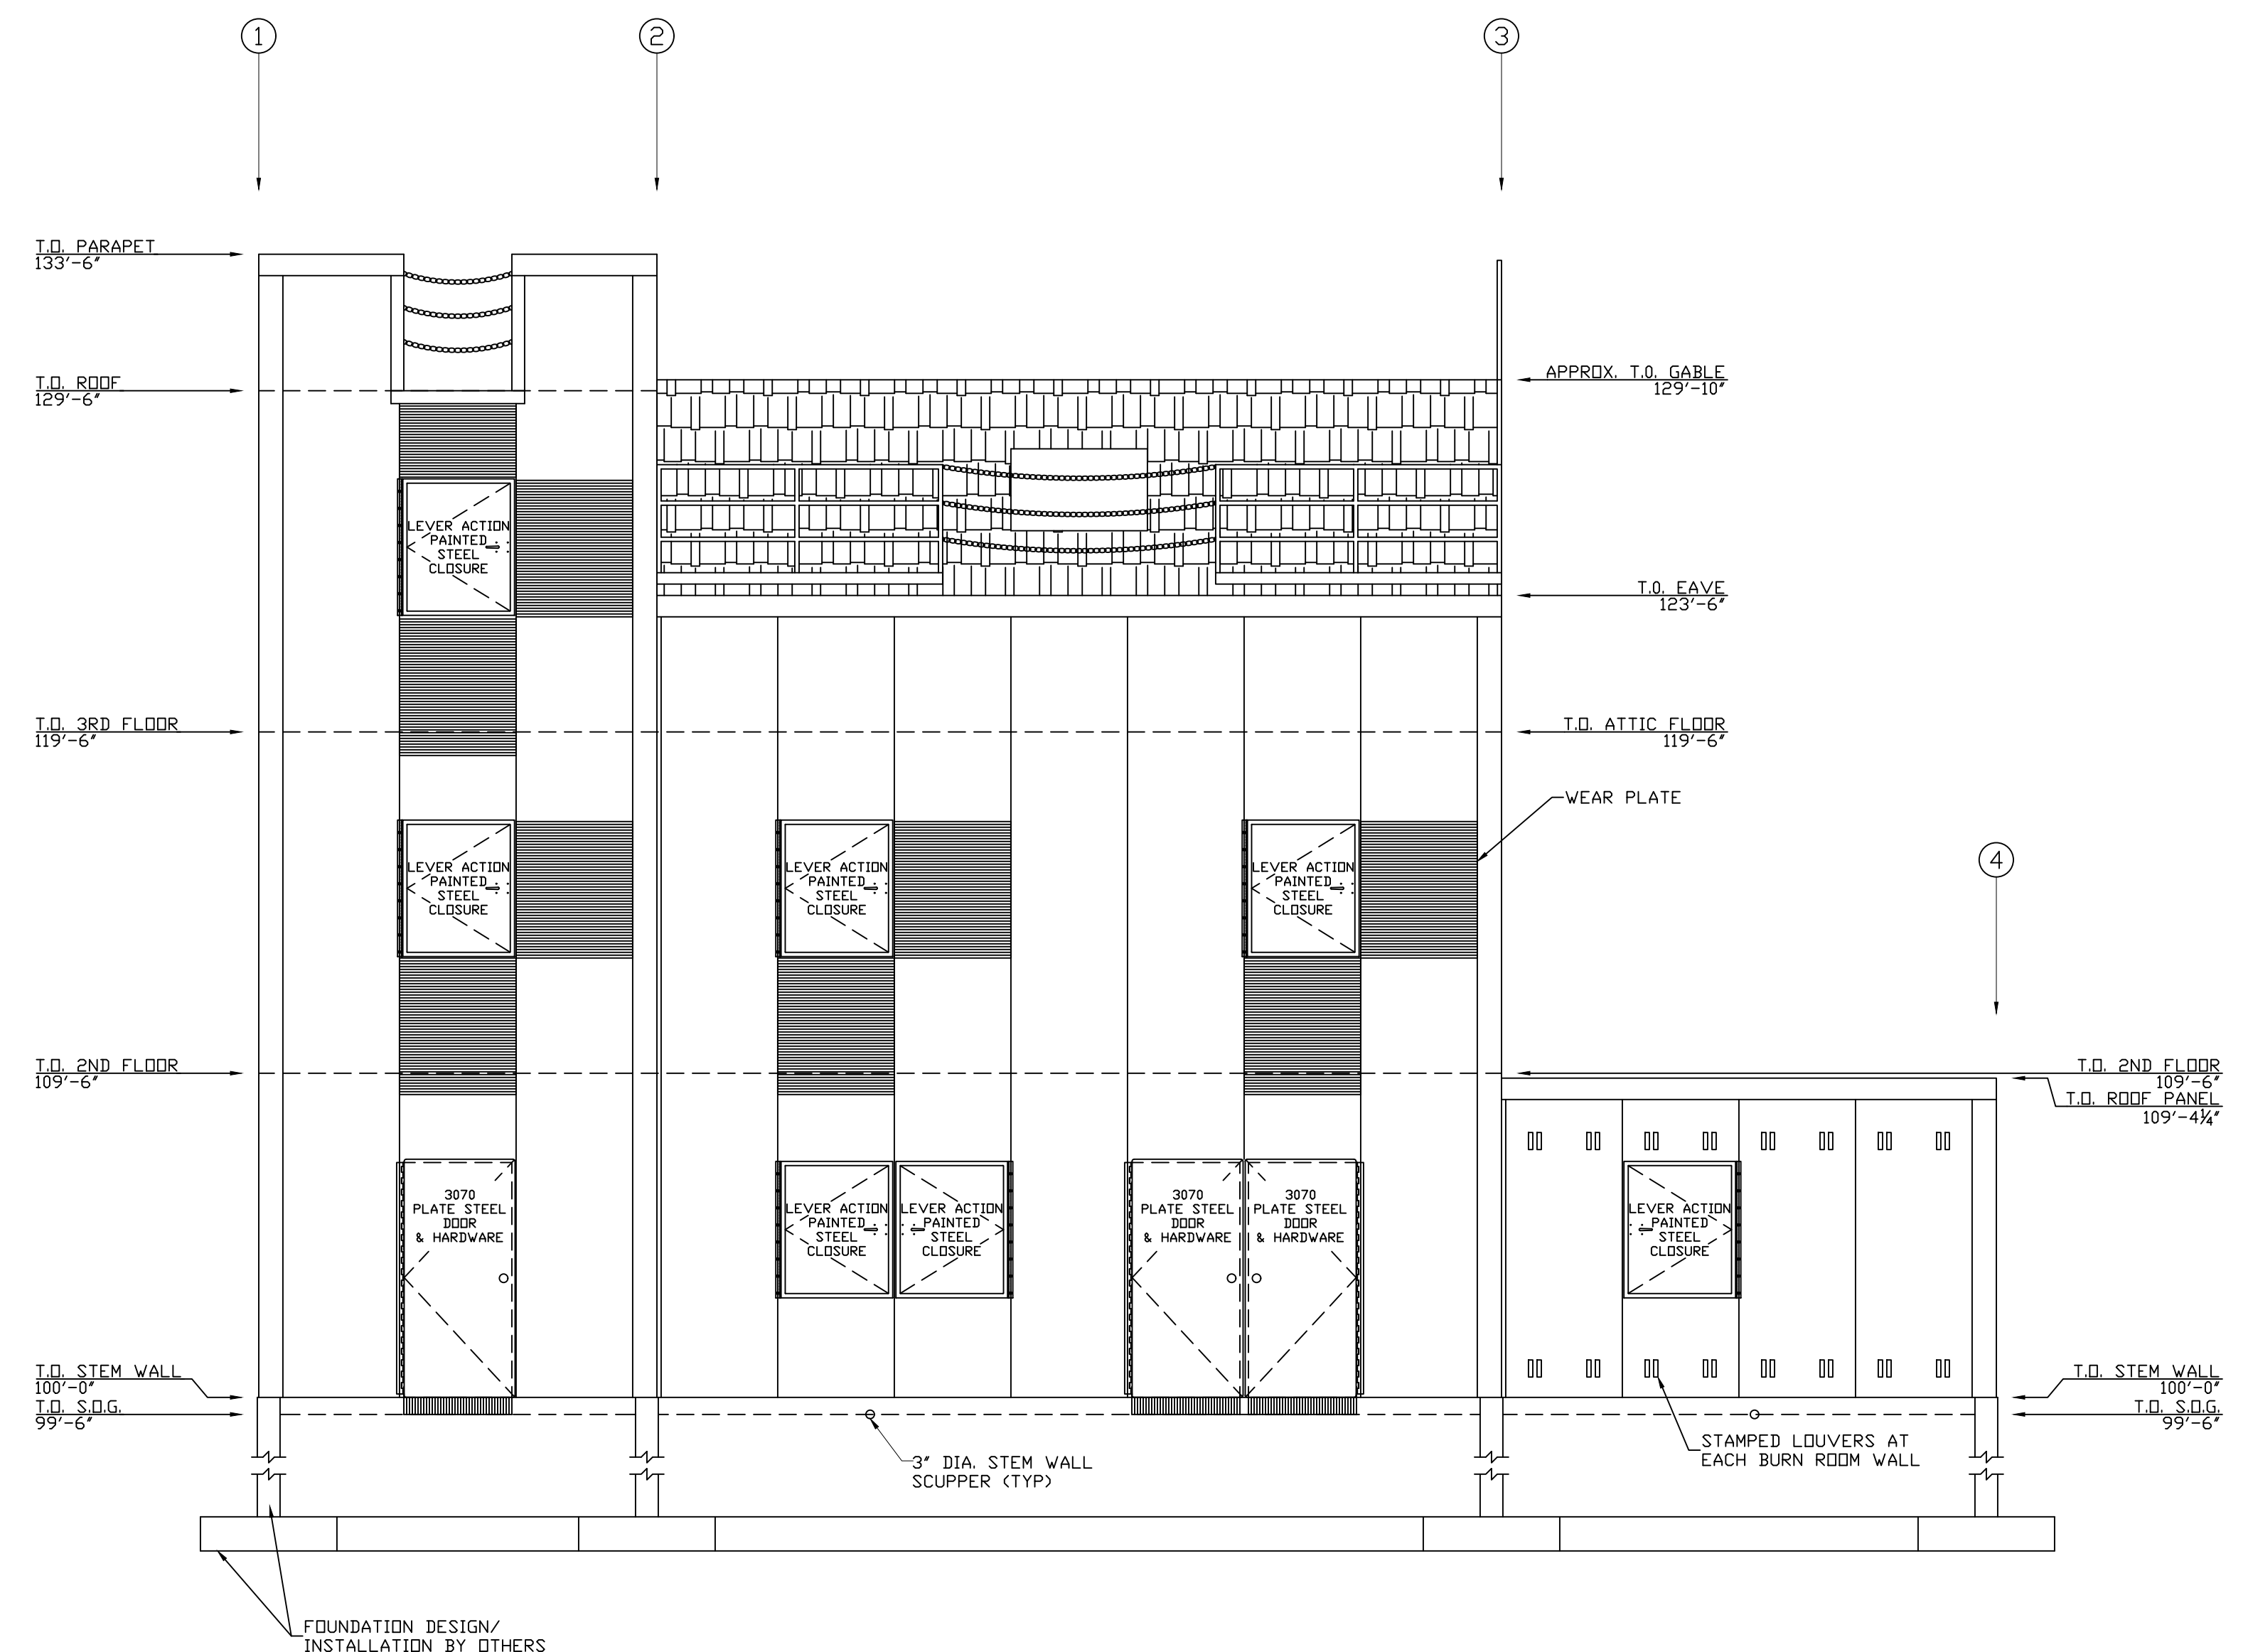 1
2
3
T.O. PARAPET
133'-6"
T.O. ROOF
129'-6"
APPROX. T.O. GABLE
129'-10"
LEVER ACTION
PAINTED
STEEL
CLOSURE
T.O. EAVE
123'-6"
T.O. 3RD FLOOR
119'-6"
T.O. ATTIC FLOOR
119'-6"
WEAR PLATE
4
LEVER ACTION
PAINTED
STEEL
CLOSURE
LEVER ACTION
PAINTED
STEEL
CLOSURE
LEVER ACTION
PAINTED
STEEL
CLOSURE
T.O. 2ND FLOOR
109'-6"
T.O. 2ND FLOOR
109'-6"
T.O. ROOF PANEL
109'-4¼"
3070
PLATE STEEL
DOOR
& HARDWARE
LEVER ACTION
PAINTED
STEEL
CLOSURE
LEVER ACTION
PAINTED
STEEL
CLOSURE
3070
PLATE STEEL
DOOR
& HARDWARE
3070
PLATE STEEL
DOOR
& HARDWARE
LEVER ACTION
PAINTED
STEEL
CLOSURE
T.O. STEM WALL
100'-0"
T.O. S.O.G.
99'-6"
T.O. STEM WALL
100'-0"
T.O. S.O.G.
99'-6"
3" DIA. STEM WALL
SCUPPER (TYP)
STAMPED LOUVERS AT
EACH BURN ROOM WALL
FOUNDATION DESIGN/
INSTALLATION BY OTHERS